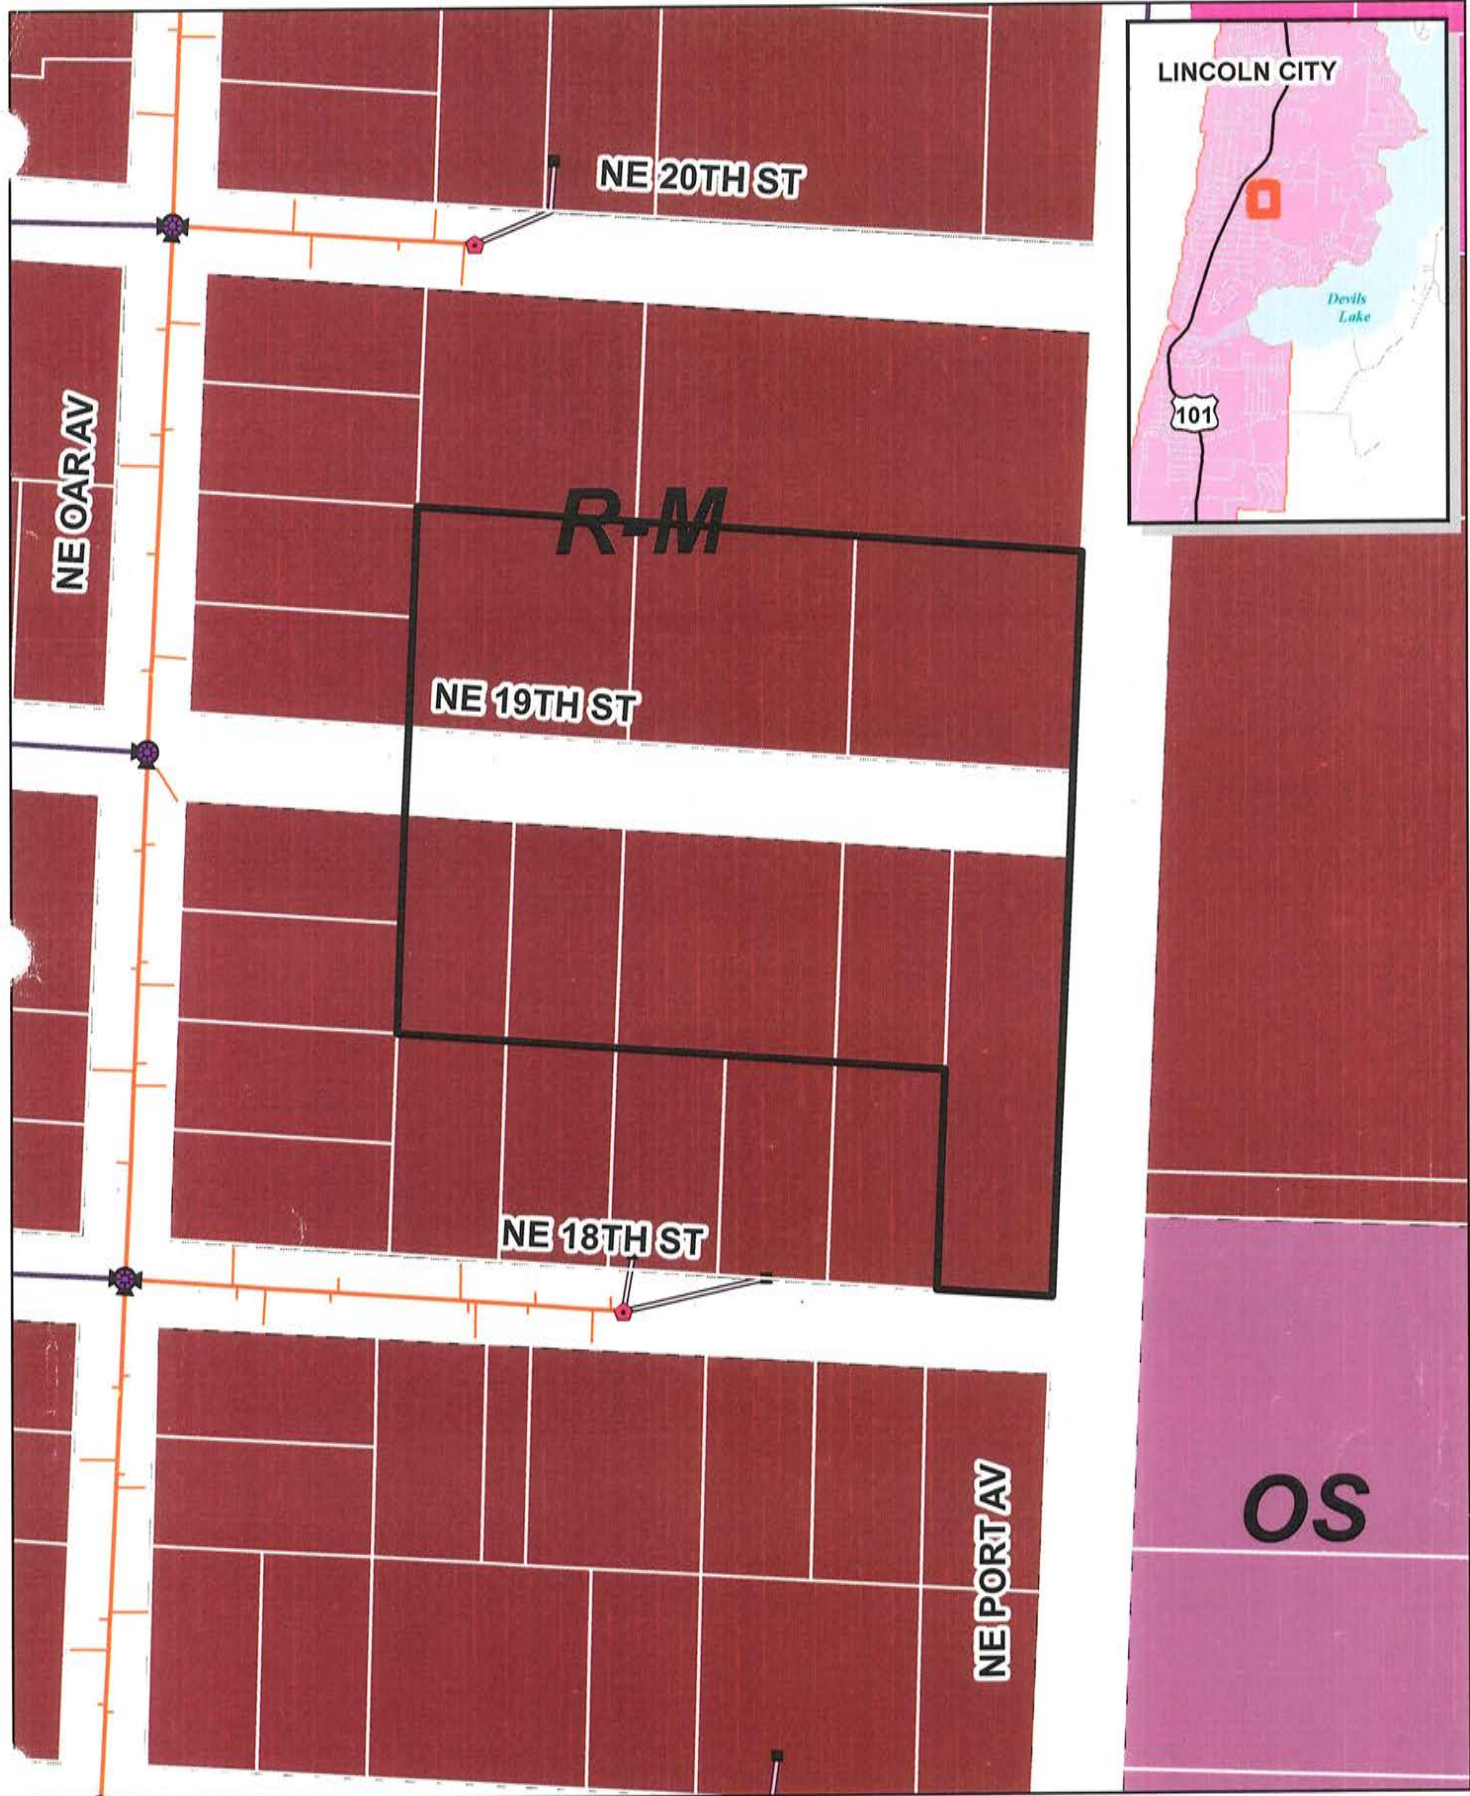 LINCOLN CITY
NE 20TH ST
Devils
Lake
101
NE OAR AV
R-M
NE 19TH ST
NE 18TH ST
NE PORT AV
OS